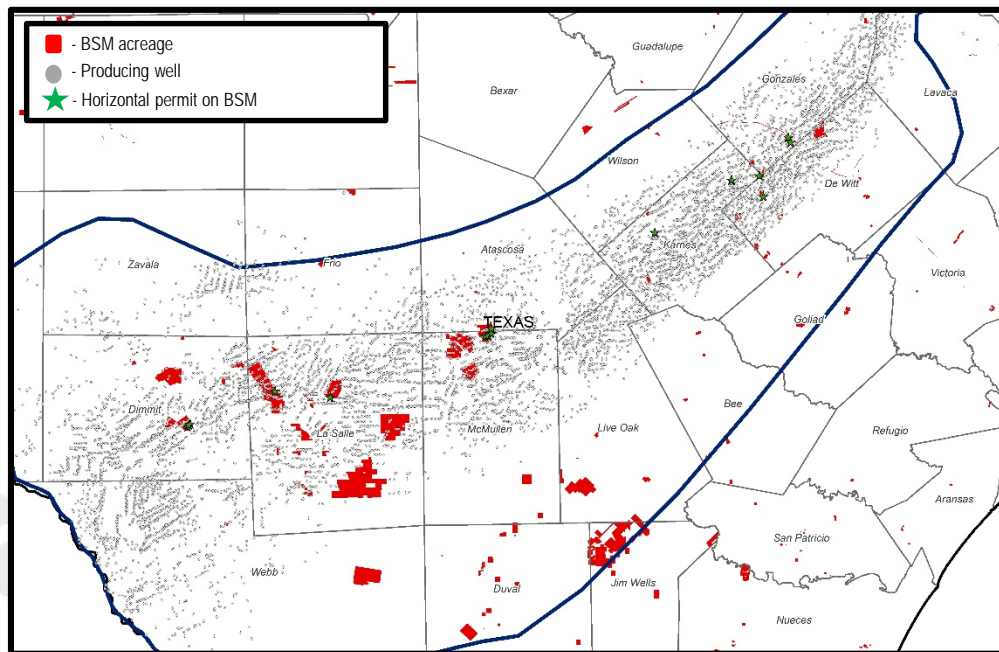 - BSM acreage
- Producing well
- Horizontal permit on BSM
Guadalupe
Gonzales
Lavaca
Bexar
Wilson
De Witt
Karnes
Atascosa
Zavala
Frio
Victoria
Goliad
TEXAS
Dimmit
La Salle
McMullen
Live Oak
Bee
Refugio
Aransas
San Patricio
Webb
Duval
Jim Wells
Nueces